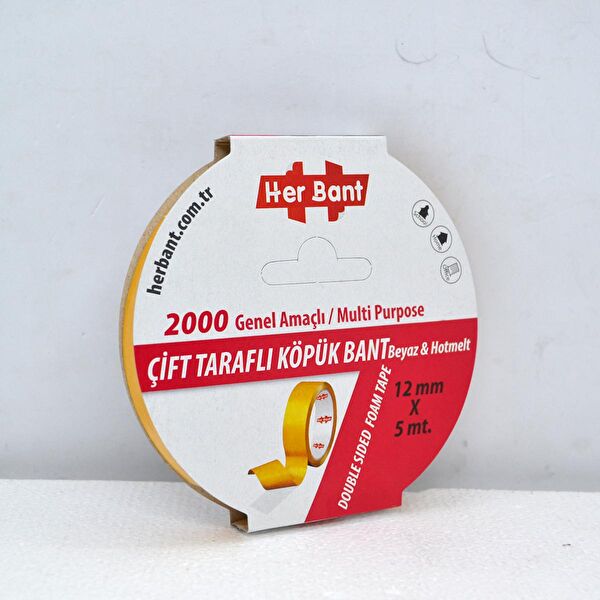 Her Bant
herbant.com.tr
2000 Genel Amaçlı / Multi Purpose
ÇİFT TARAFLI KÖPÜK BANT Beyaz & Hotmelt
DOUBLE SIDED FOAM TAPE
12 mm
X
5 mt.